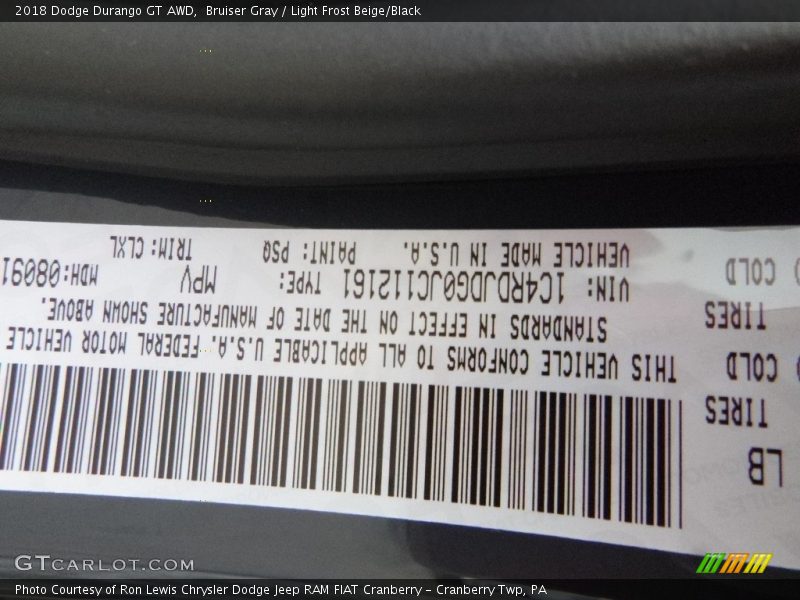 2018 Dodge Durango GT AWD, Bruiser Gray / Light Frost Beige/Black
LB
TIRES
COLD
TIRES
COLD
THIS VEHICLE CONFORMS TO ALL APPLICABLE U.S.A. FEDERAL MOTOR VEHICLE
STANDARDS IN EFFECT ON THE DATE OF MANUFACTURE SHOWN ABOVE.
VIN: 1C4RDJDG0JC112161 TYPE: MPV MDH:08091
VEHICLE MADE IN U.S.A. PAINT: PSQ TRIM: CLXL
GTCARLOT.COM
Photo Courtesy of Ron Lewis Chrysler Dodge Jeep RAM FIAT Cranberry – Cranberry Twp, PA